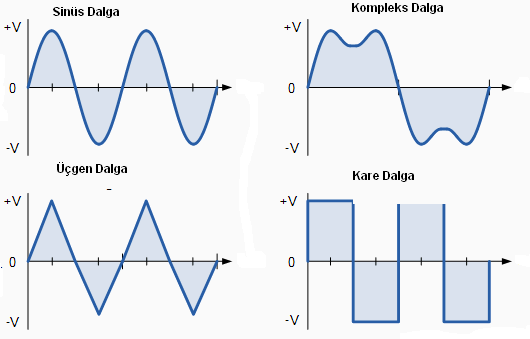 Sinüs Dalga
+V
0
-V
Kompleks Dalga
+V
0
-V
Üçgen Dalga
+V
0
-V
Kare Dalga
+V
0
-V